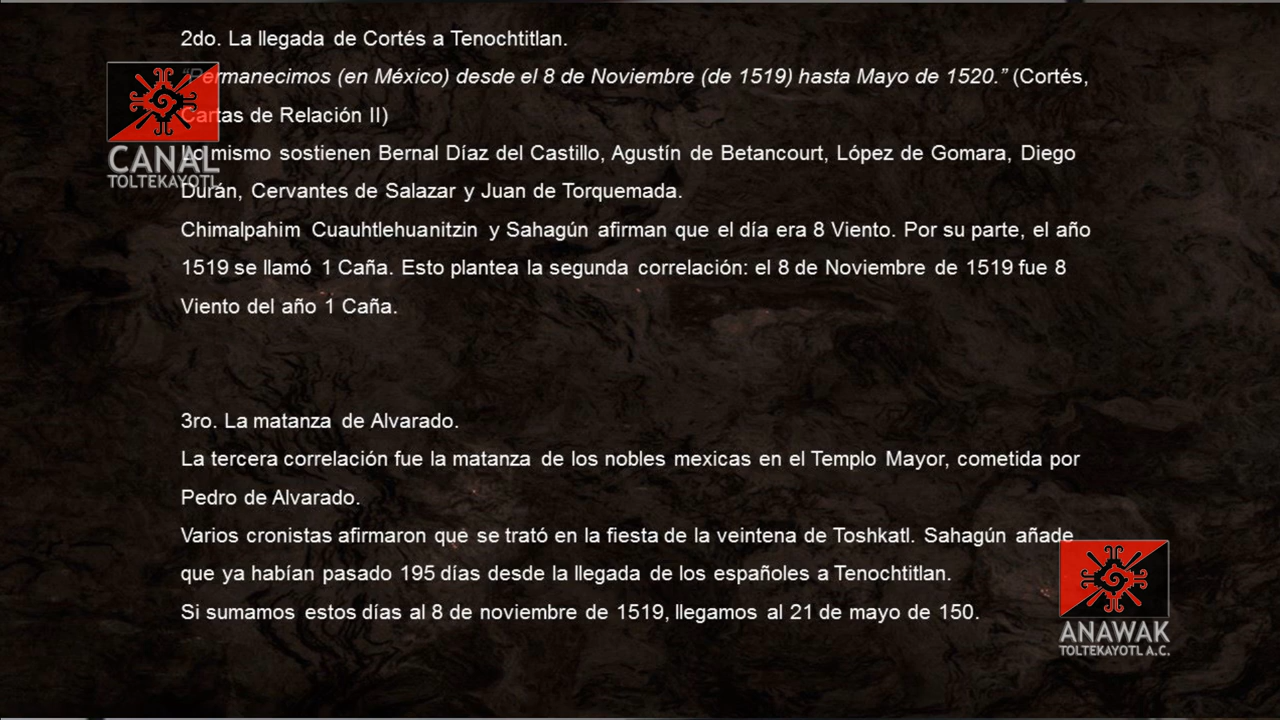 2do. La llegada de Cortés a Tenochtitlan.
“Permanecimos (en México) desde el 8 de Noviembre (de 1519) hasta Mayo de 1520.” (Cortés,
Cartas de Relación II)
Lo mismo sostienen Bernal Díaz del Castillo, Agustín de Betancourt, López de Gomara, Diego
Durán, Cervantes de Salazar y Juan de Torquemada.
Chimalpahim Cuauhtlehuanitzin y Sahagún afirman que el día era 8 Viento. Por su parte, el año
1519 se llamó 1 Caña. Esto plantea la segunda correlación: el 8 de Noviembre de 1519 fue 8
Viento del año 1 Caña.
3ro. La matanza de Alvarado.
La tercera correlación fue la matanza de los nobles mexicas en el Templo Mayor, cometida por
Pedro de Alvarado.
Varios cronistas afirmaron que se trató en la fiesta de la veintena de Toshkatl. Sahagún añade
que ya habían pasado 195 días desde la llegada de los españoles a Tenochtitlan.
Si sumamos estos días al 8 de noviembre de 1519, llegamos al 21 de mayo de 150.
CANAL
TOLTEKAYOTL
ANAWAK
TOLTEKAYOTL A.C.